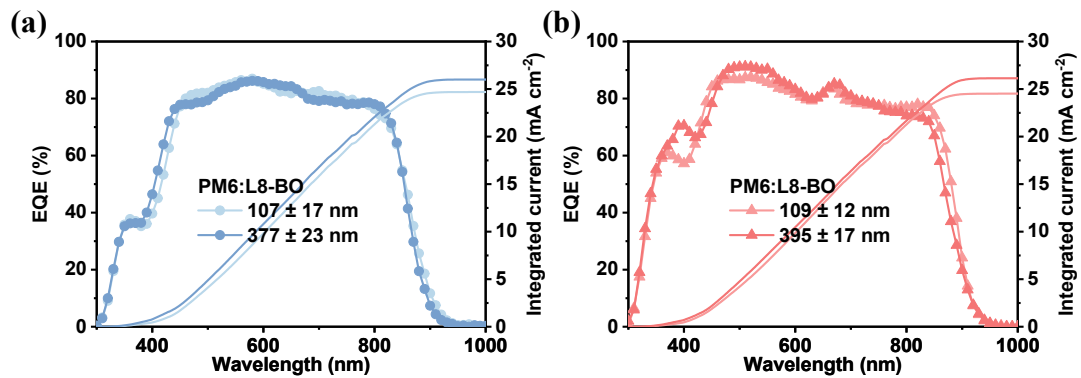 (a)
100
80
60
40
20
0
EQE (%)
PM6:L8-BO
107 ± 17 nm
377 ± 23 nm
30
25
20
15
10
5
0
Integrated current (mA cm⁻²)
400
600
800
1000
Wavelength (nm)
(b)
100
80
60
40
20
0
EQE (%)
PM6:L8-BO
109 ± 12 nm
395 ± 17 nm
30
25
20
15
10
5
0
Integrated current (mA cm⁻²)
400
600
800
1000
Wavelength (nm)